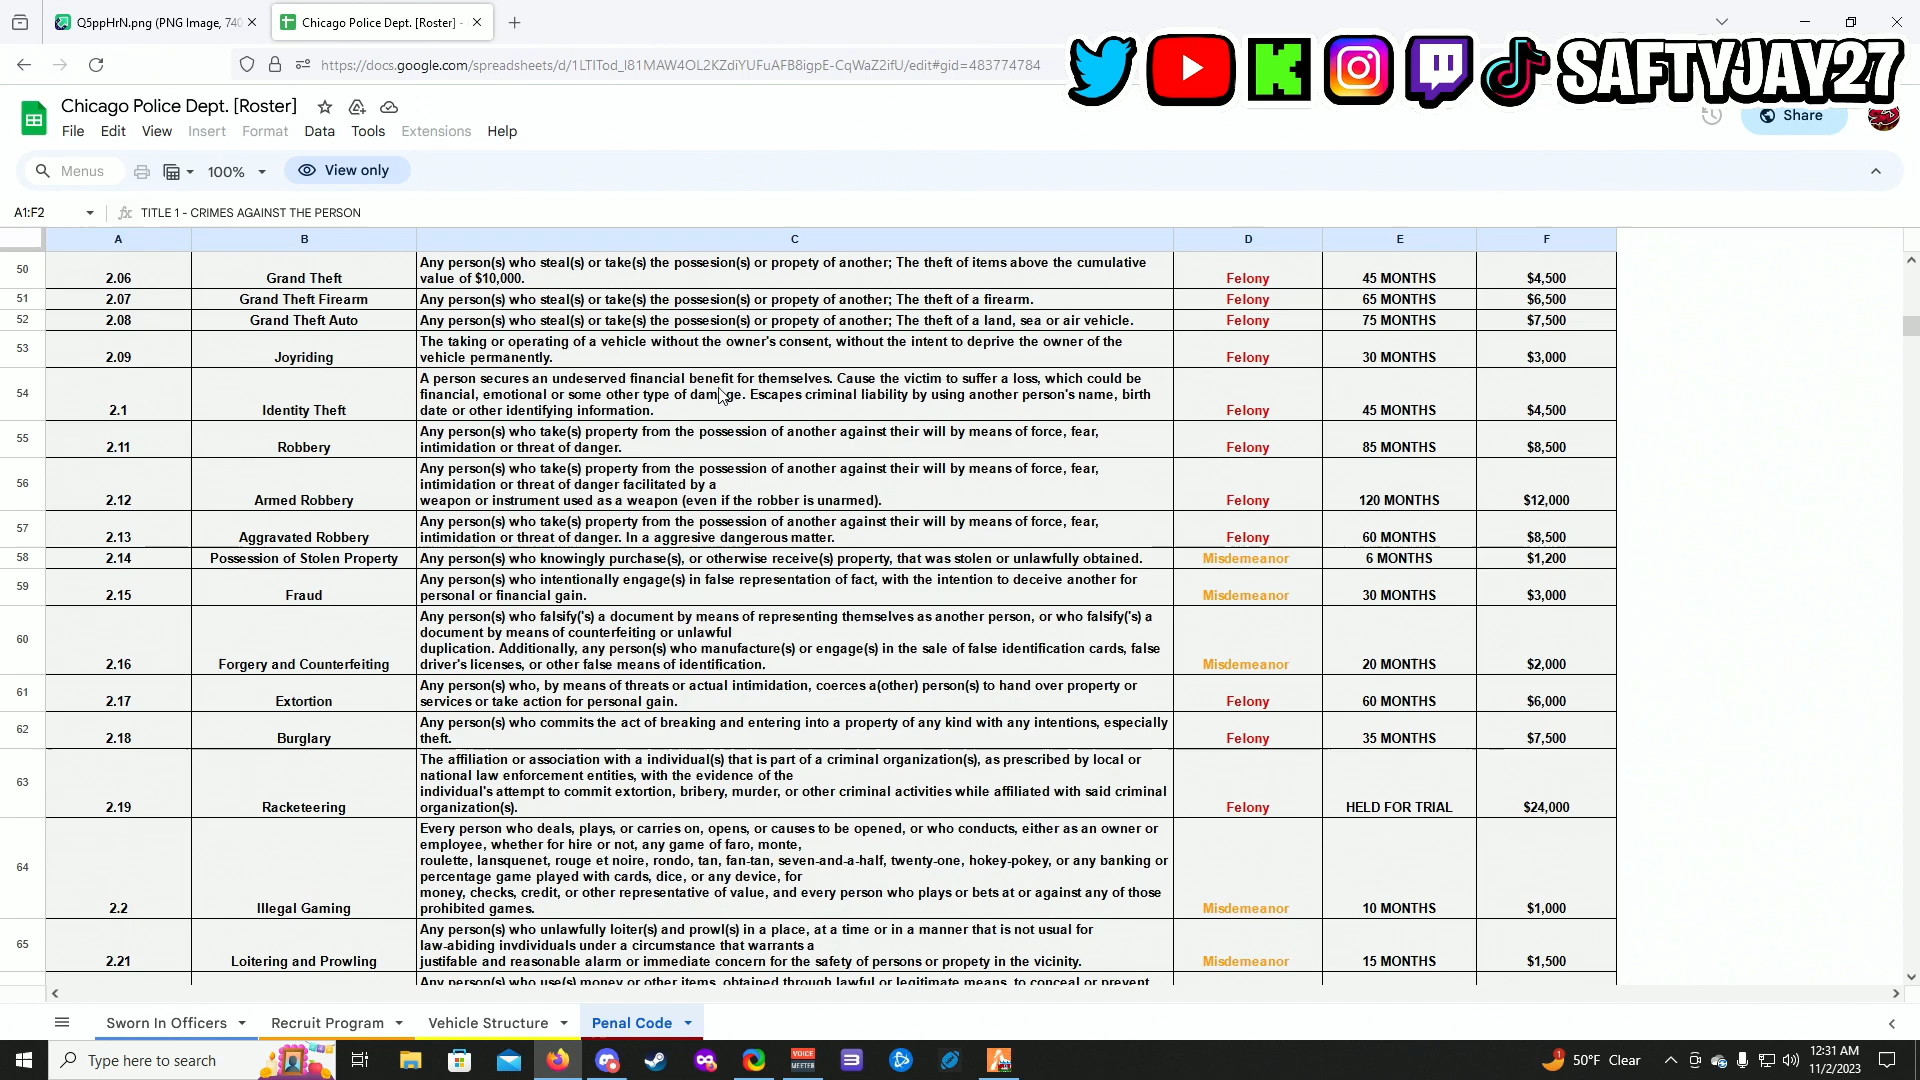 Q5ppHrN.png (PNG Image, 740
Chicago Police Dept. [Roster] -
https://docs.google.com/spreadsheets/d/1LTITod_l81MAW4OL2KZdiYUFuAFB8igpE-CqWaZ2ifU/edit#gid=483774784
SAFTYJAY27
Chicago Police Dept. [Roster]
File Edit View Insert Format Data Tools Extensions Help
Share
Menus 100% View only
A1:F2 fx TITLE 1 - CRIMES AGAINST THE PERSON
A B C D E F
50 2.06 Grand Theft Any person(s) who steal(s) or take(s) the possesion(s) or propety of another; The theft of items above the cumulative
value of $10,000. Felony 45 MONTHS $4,500
51 2.07 Grand Theft Firearm Any person(s) who steal(s) or take(s) the possesion(s) or propety of another; The theft of a firearm. Felony 65 MONTHS $6,500
52 2.08 Grand Theft Auto Any person(s) who steal(s) or take(s) the possesion(s) or propety of another; The theft of a land, sea or air vehicle. Felony 75 MONTHS $7,500
53 2.09 Joyriding The taking or operating of a vehicle without the owner's consent, without the intent to deprive the owner of the
vehicle permanently. Felony 30 MONTHS $3,000
54 2.1 Identity Theft A person secures an undeserved financial benefit for themselves. Cause the victim to suffer a loss, which could be
financial, emotional or some other type of damage. Escapes criminal liability by using another person's name, birth
date or other identifying information. Felony 45 MONTHS $4,500
55 2.11 Robbery Any person(s) who take(s) property from the possession of another against their will by means of force, fear,
intimidation or threat of danger. Felony 85 MONTHS $8,500
56 2.12 Armed Robbery Any person(s) who take(s) property from the possession of another against their will by means of force, fear,
intimidation or threat of danger facilitated by a
weapon or instrument used as a weapon (even if the robber is unarmed). Felony 120 MONTHS $12,000
57 2.13 Aggravated Robbery Any person(s) who take(s) property from the possession of another against their will by means of force, fear,
intimidation or threat of danger. In a aggresive dangerous matter. Felony 60 MONTHS $8,500
58 2.14 Possession of Stolen Property Any person(s) who knowingly purchase(s), or otherwise receive(s) property, that was stolen or unlawfully obtained. Misdemeanor 6 MONTHS $1,200
59 2.15 Fraud Any person(s) who intentionally engage(s) in false representation of fact, with the intention to deceive another for
personal or financial gain. Misdemeanor 30 MONTHS $3,000
60 2.16 Forgery and Counterfeiting Any person(s) who falsify('s) a document by means of representing themselves as another person, or who falsify('s) a
document by means of counterfeiting or unlawful
duplication. Additionally, any person(s) who manufacture(s) or engage(s) in the sale of false identification cards, false
driver's licenses, or other false means of identification. Misdemeanor 20 MONTHS $2,000
61 2.17 Extortion Any person(s) who, by means of threats or actual intimidation, coerces a(other) person(s) to hand over property or
services or take action for personal gain. Felony 60 MONTHS $6,000
62 2.18 Burglary Any person(s) who commits the act of breaking and entering into a property of any kind with any intentions, especially
theft. Felony 35 MONTHS $7,500
63 2.19 Racketeering The affiliation or association with a individual(s) that is part of a criminal organization(s), as prescribed by local or
national law enforcement entities, with the evidence of the
individual's attempt to commit extortion, bribery, murder, or other criminal activities while affiliated with said criminal
organization(s). Felony HELD FOR TRIAL $24,000
64 2.2 Illegal Gaming Every person who deals, plays, or carries on, opens, or causes to be opened, or who conducts, either as an owner or
employee, whether for hire or not, any game of faro, monte,
roulette, lansquenet, rouge et noire, rondo, tan, fan-tan, seven-and-a-half, twenty-one, hokey-pokey, or any banking or
percentage game played with cards, dice, or any device, for
money, checks, credit, or other representative of value, and every person who plays or bets at or against any of those
prohibited games. Misdemeanor 10 MONTHS $1,000
65 2.21 Loitering and Prowling Any person(s) who unlawfully loiter(s) and prowl(s) in a place, at a time or in a manner that is not usual for
law-abiding invdividuals under a circumstance that warrants a
justifiable and reasonable alarm or immediate concern for the safety of persons or propety in the vicinity. Misdemeanor 15 MONTHS $1,500
Any person(s) who use(s) money or other items, obtained through lawful or legitimate means, to conceal or prevent
Sworn In Officers Recruit Program Vehicle Structure Penal Code
Type here to search
VOICE
MEETER
50°F Clear
12:31 AM
11/2/2023